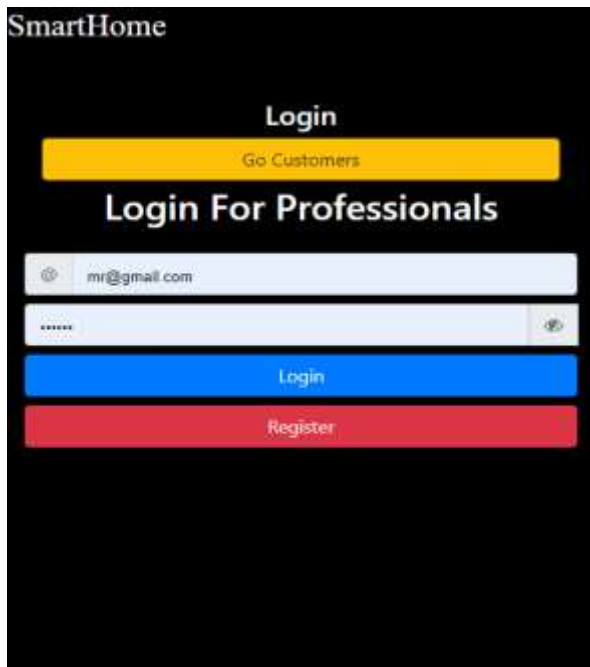 SmartHome
Login
Go Customers
Login For Professionals
@ mr@gmail.com
••••••
Login
Register